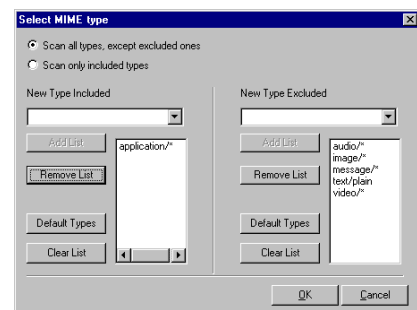 Select MIME type
Scan all types, except excluded ones
Scan only included types
New Type Included
New Type Excluded
Add List
application/*
Remove List
Default Types
Clear List
Add List
audio/*
image/*
message/*
text/plain
video/*
Remove List
Default Types
Clear List
OK
Cancel